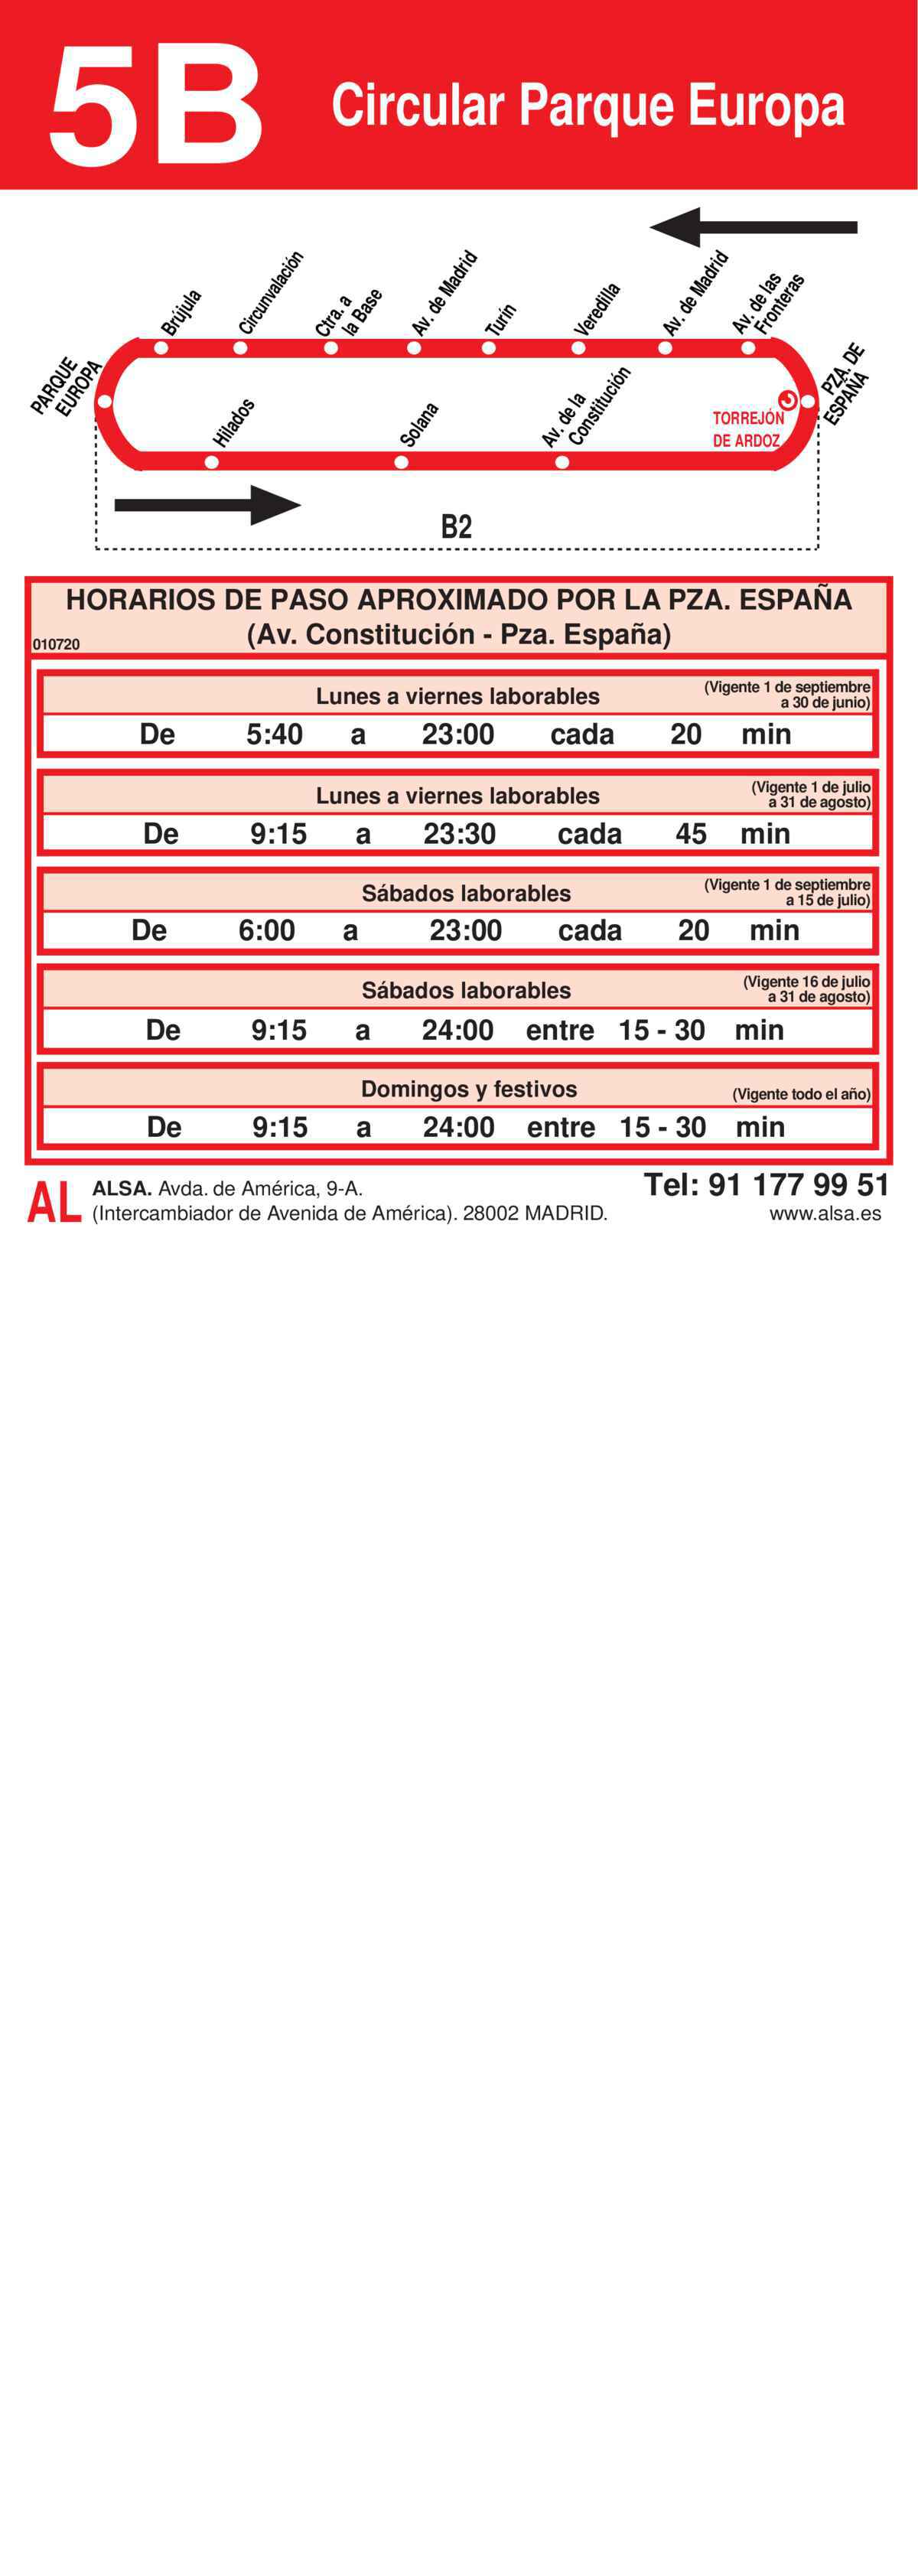 5B Circular Parque Europa
PARQUE
EUROPA
Brújula
Circunvalación
Ctra. a
la Base
Av. de Madrid
Turín
Veredilla
Av. de Madrid
Av. de las
Fronteras
PZA. DE
ESPAÑA
Hilados
Solana
Av. de la
Constitución
TORREJÓN
DE ARDOZ
B2
HORARIOS DE PASO APROXIMADO POR LA PZA. ESPAÑA
(Av. Constitución - Pza. España)
010720
Lunes a viernes laborables (Vigente 1 de septiembre
a 30 de junio)
De 5:40 a 23:00 cada 20 min
Lunes a viernes laborables (Vigente 1 de julio
a 31 de agosto)
De 9:15 a 23:30 cada 45 min
Sábados laborables (Vigente 1 de septiembre
a 15 de julio)
De 6:00 a 23:00 cada 20 min
Sábados laborables (Vigente 16 de julio
a 31 de agosto)
De 9:15 a 24:00 entre 15 - 30 min
Domingos y festivos (Vigente todo el año)
De 9:15 a 24:00 entre 15 - 30 min
AL ALSA. Avda. de América, 9-A. Tel: 91 177 99 51
(Intercambiador de Avenida de América). 28002 MADRID. www.alsa.es